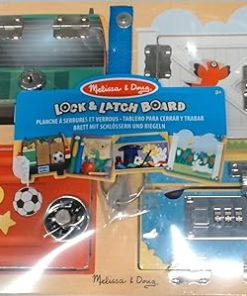 Melissa & Doug
LOCK & LATCH BOARD
3+
PLANCHE À SERRURES ET VERROUS • TABLERO PARA CERRAR Y TRABAR
BRETT MIT SCHLÖSSERN UND RIEGELN
Melissa & Doug